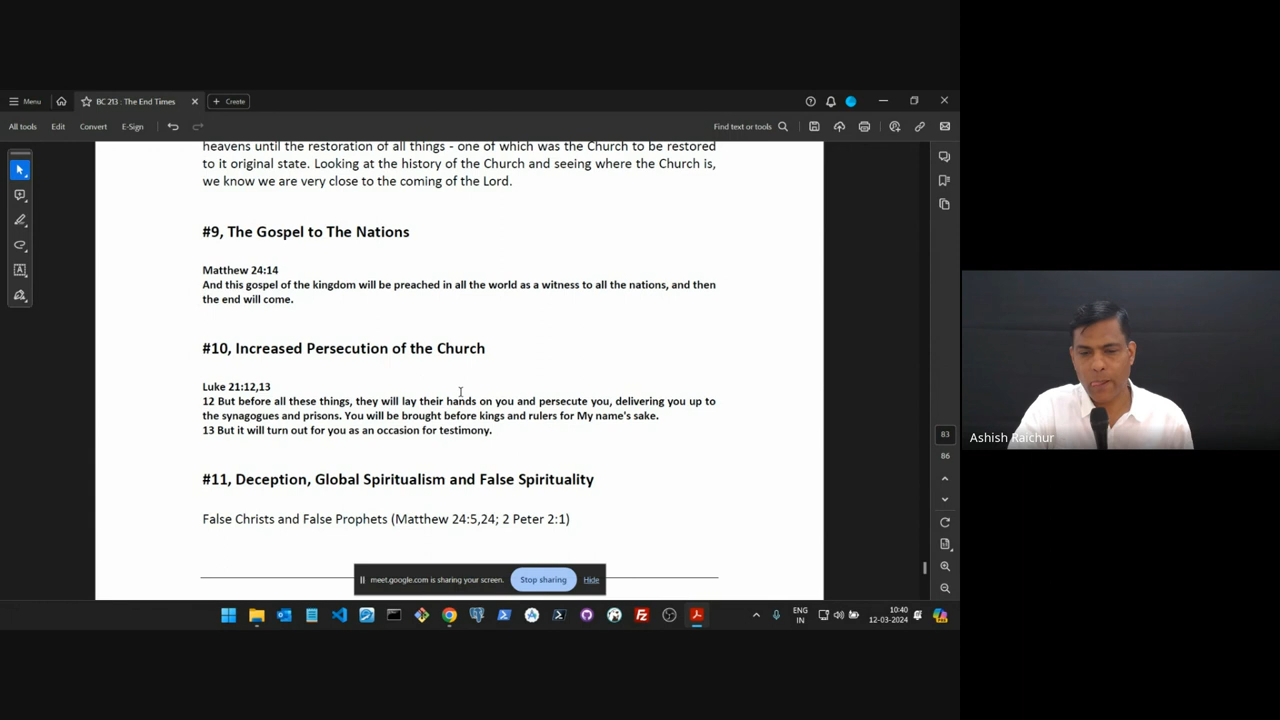 Menu
BC 213 : The End Times
Create
All tools
Edit
Convert
E-Sign
Find text or tools
heavens until the restoration of all things - one of which was the Church to be restored
to it original state. Looking at the history of the Church and seeing where the Church is,
we know we are very close to the coming of the Lord.
#9, The Gospel to The Nations
Matthew 24:14
And this gospel of the kingdom will be preached in all the world as a witness to all the nations, and then
the end will come.
#10, Increased Persecution of the Church
Luke 21:12,13
12 But before all these things, they will lay their hands on you and persecute you, delivering you up to
the synagogues and prisons. You will be brought before kings and rulers for My name's sake.
13 But it will turn out for you as an occasion for testimony.
#11, Deception, Global Spiritualism and False Spirituality
False Christs and False Prophets (Matthew 24:5,24; 2 Peter 2:1)
83
86
meet.google.com is sharing your screen.
Stop sharing
Hide
ENG
IN
10:40
12-03-2024
Ashish Raichur